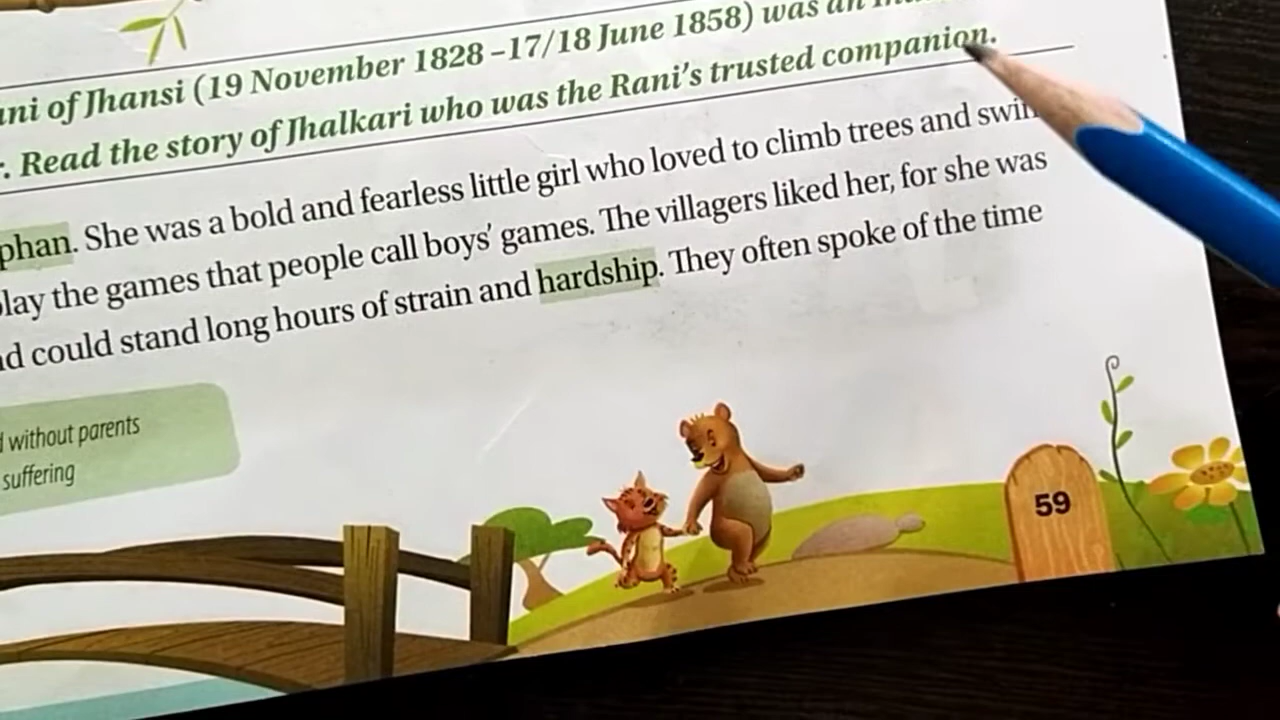 ni of Jhansi (19 November 1828 –17/18 June 1858) was an
. Read the story of Jhalkari who was the Rani's trusted companion.
phan. She was a bold and fearless little girl who loved to climb trees and
lay the games that people call boys' games. The villagers liked her, for she was
d could stand long hours of strain and hardship. They often spoke of the time
without parents
suffering
59